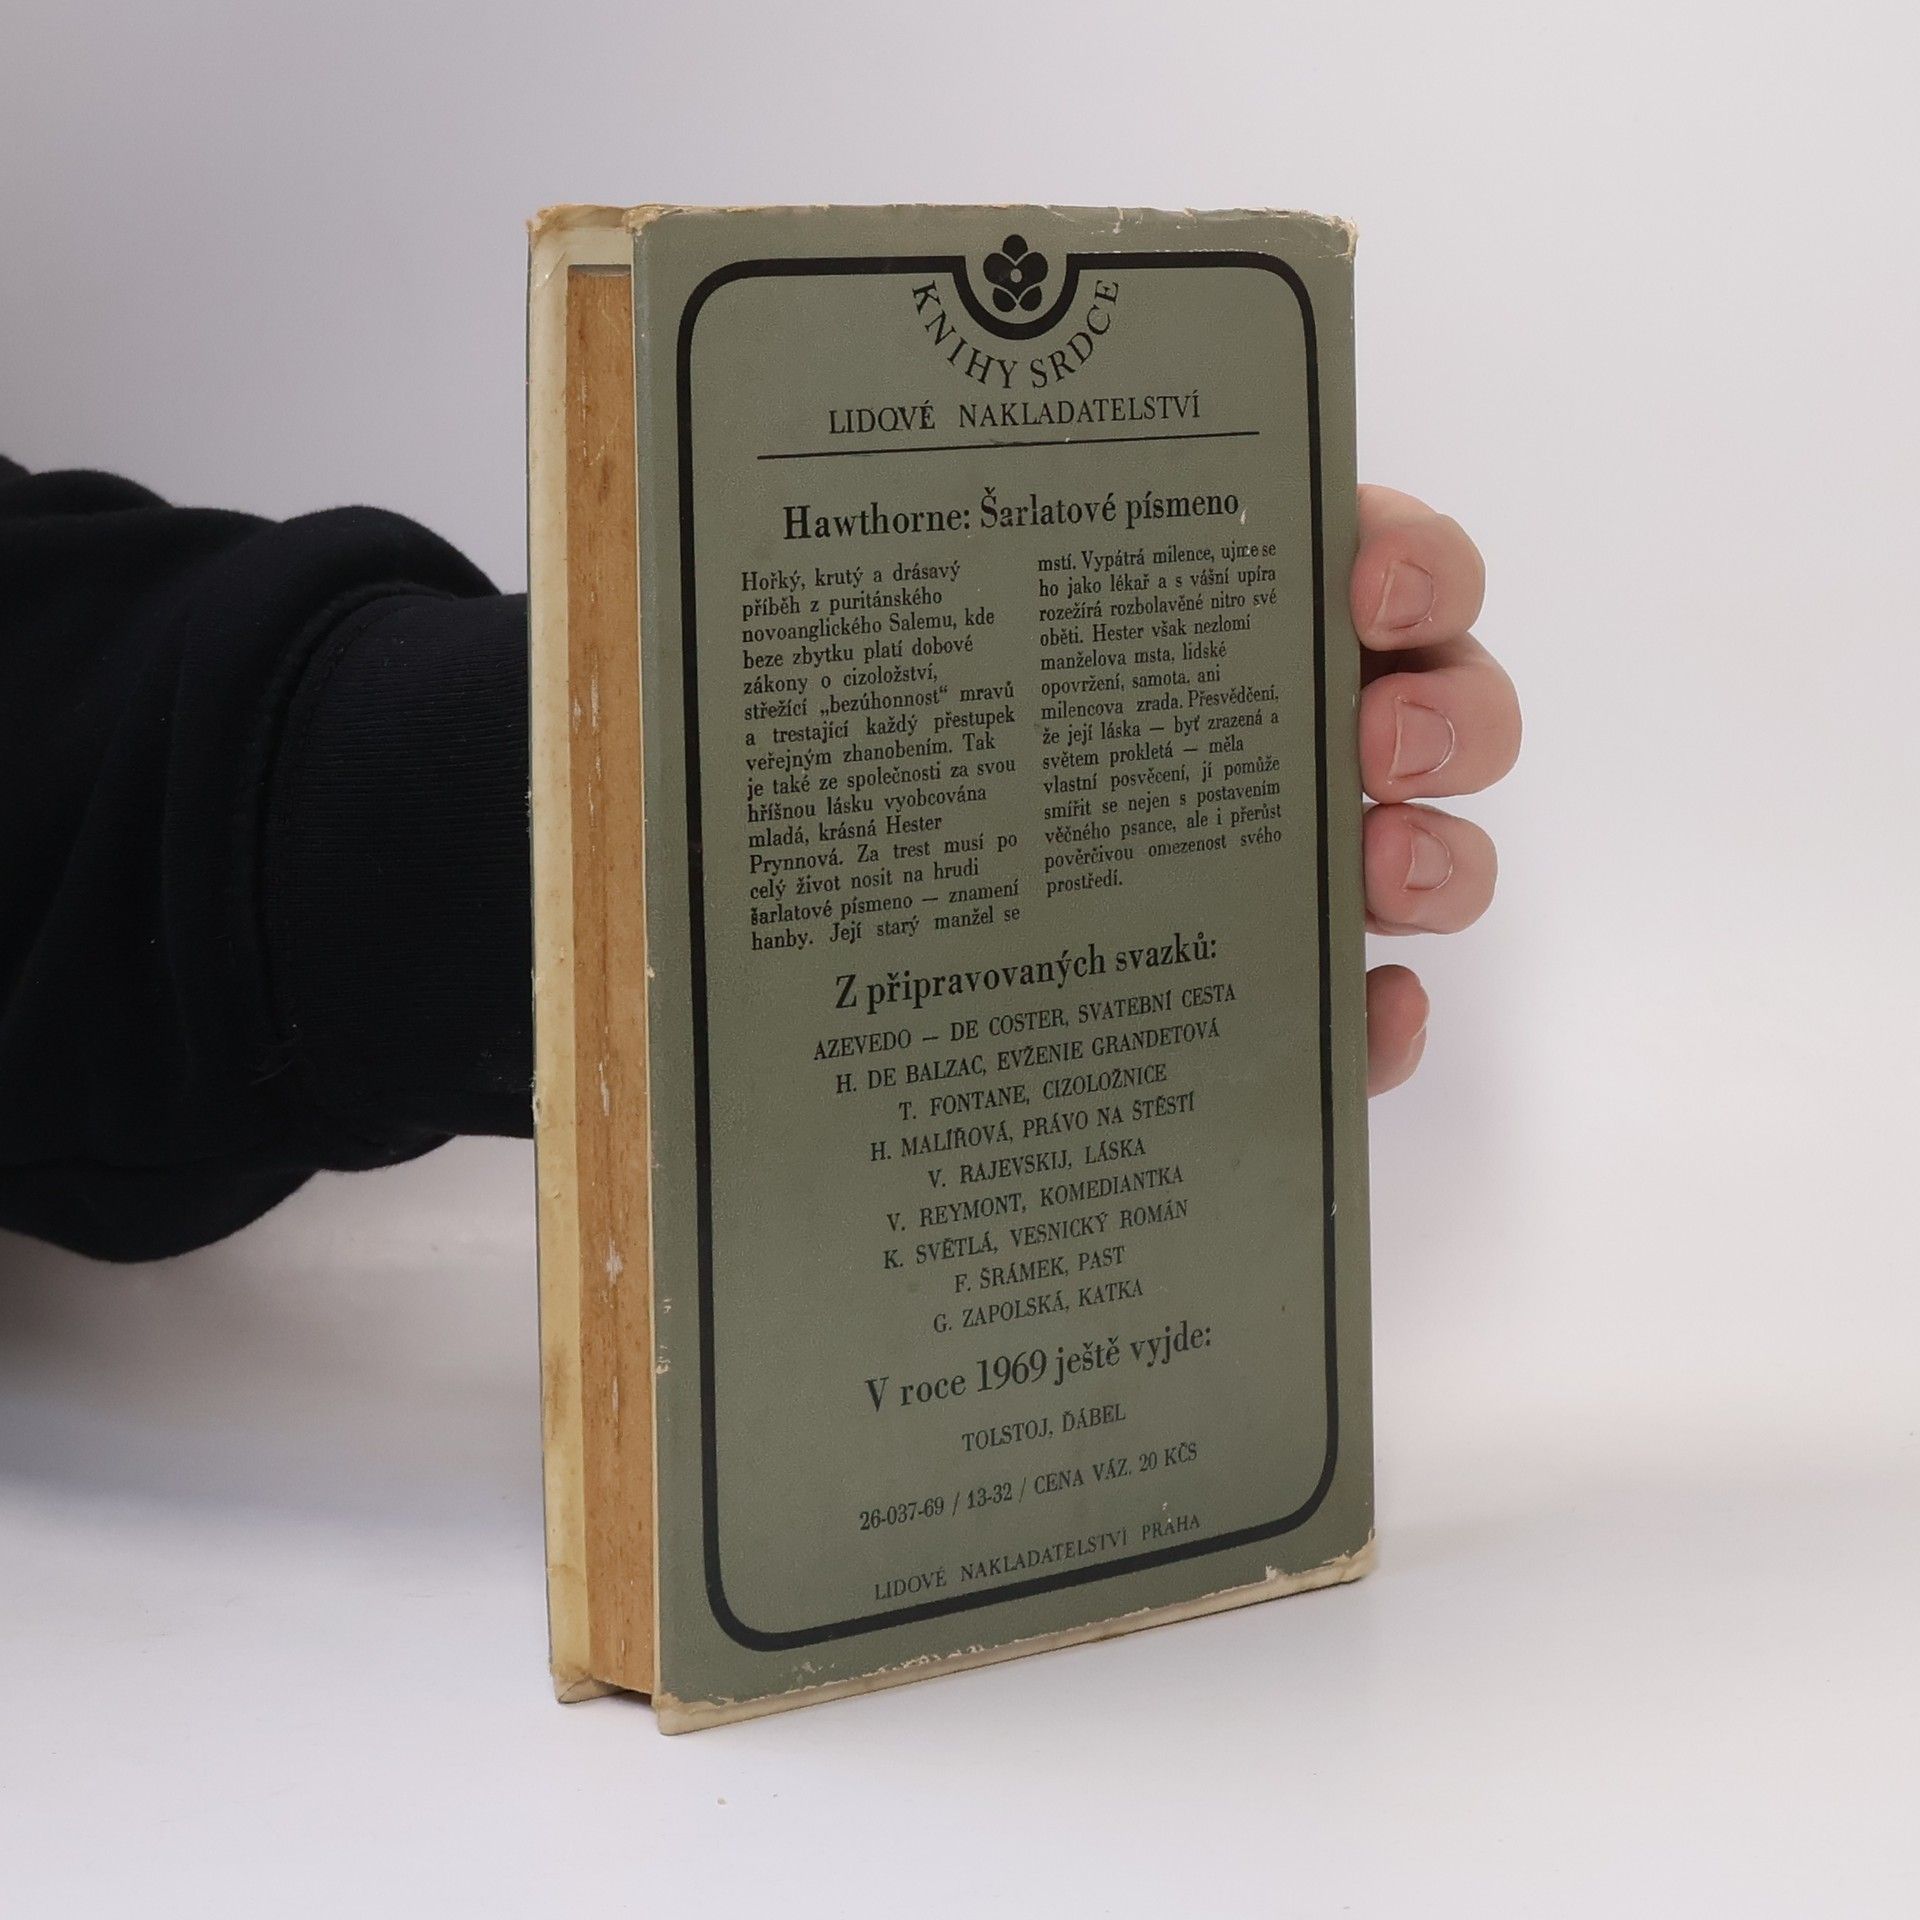 KNIHY SRDCE
LIDOVÉ NAKLADATELSTVÍ
Hawthorne: Šarlatové písmeno
Hořký, krutý a drásavý
příběh z puritánského
novoanglického Salemu, kde
beze zbytku platí dobové
zákony o cizoložství,
střežící „bezúhonnost“ mravů
a trestající každý přestupek
veřejným zhanobením. Tak
je také ze společnosti za svou
hříšnou lásku vyobcována
mladá, krásná Hester
Prynnová. Za trest musí po
celý život nosit na hrudi
šarlatové písmeno — znamení
hanby. Její starý manžel se
mstí. Vypátrá milence, ujme se
ho jako lékař a s vášní upíra
rozežírá rozbolavěné nitro své
oběti. Hester však nezlomí
manželova msta, lidské
opovržení, samota, ani
milencova zrada. Přesvědčení,
že její láska — byť zrazená a
světem prokletá — měla
vlastní posvěcení, jí pomůže
smířit se nejen s postavením
věčného psance, ale i přerůst
pověrčivou omezenost svého
prostředí.
Z připravovaných svazků:
AZEVEDO — DE COSTER, SVATEBNÍ CESTA
H. DE BALZAC, EVŽENIE GRANDETOVÁ
T. FONTANE, CIZOLOŽNICE
H. MALÍŘOVÁ, PRÁVO NA ŠTĚSTÍ
V. RAJEVSKIJ, LÁSKA
V. REYMONT, KOMEDIANTKA
K. SVĚTLÁ, VESNICKÝ ROMÁN
F. ŠRÁMEK, PAST
G. ZAPOLSKÁ, KATKA
V roce 1969 ještě vyjde:
TOLSTOJ, ĎÁBEL
26-037-69 / 13-32 / CENA VÁZ. 20 KČS
LIDOVÉ NAKLADATELSTVÍ PRAHA